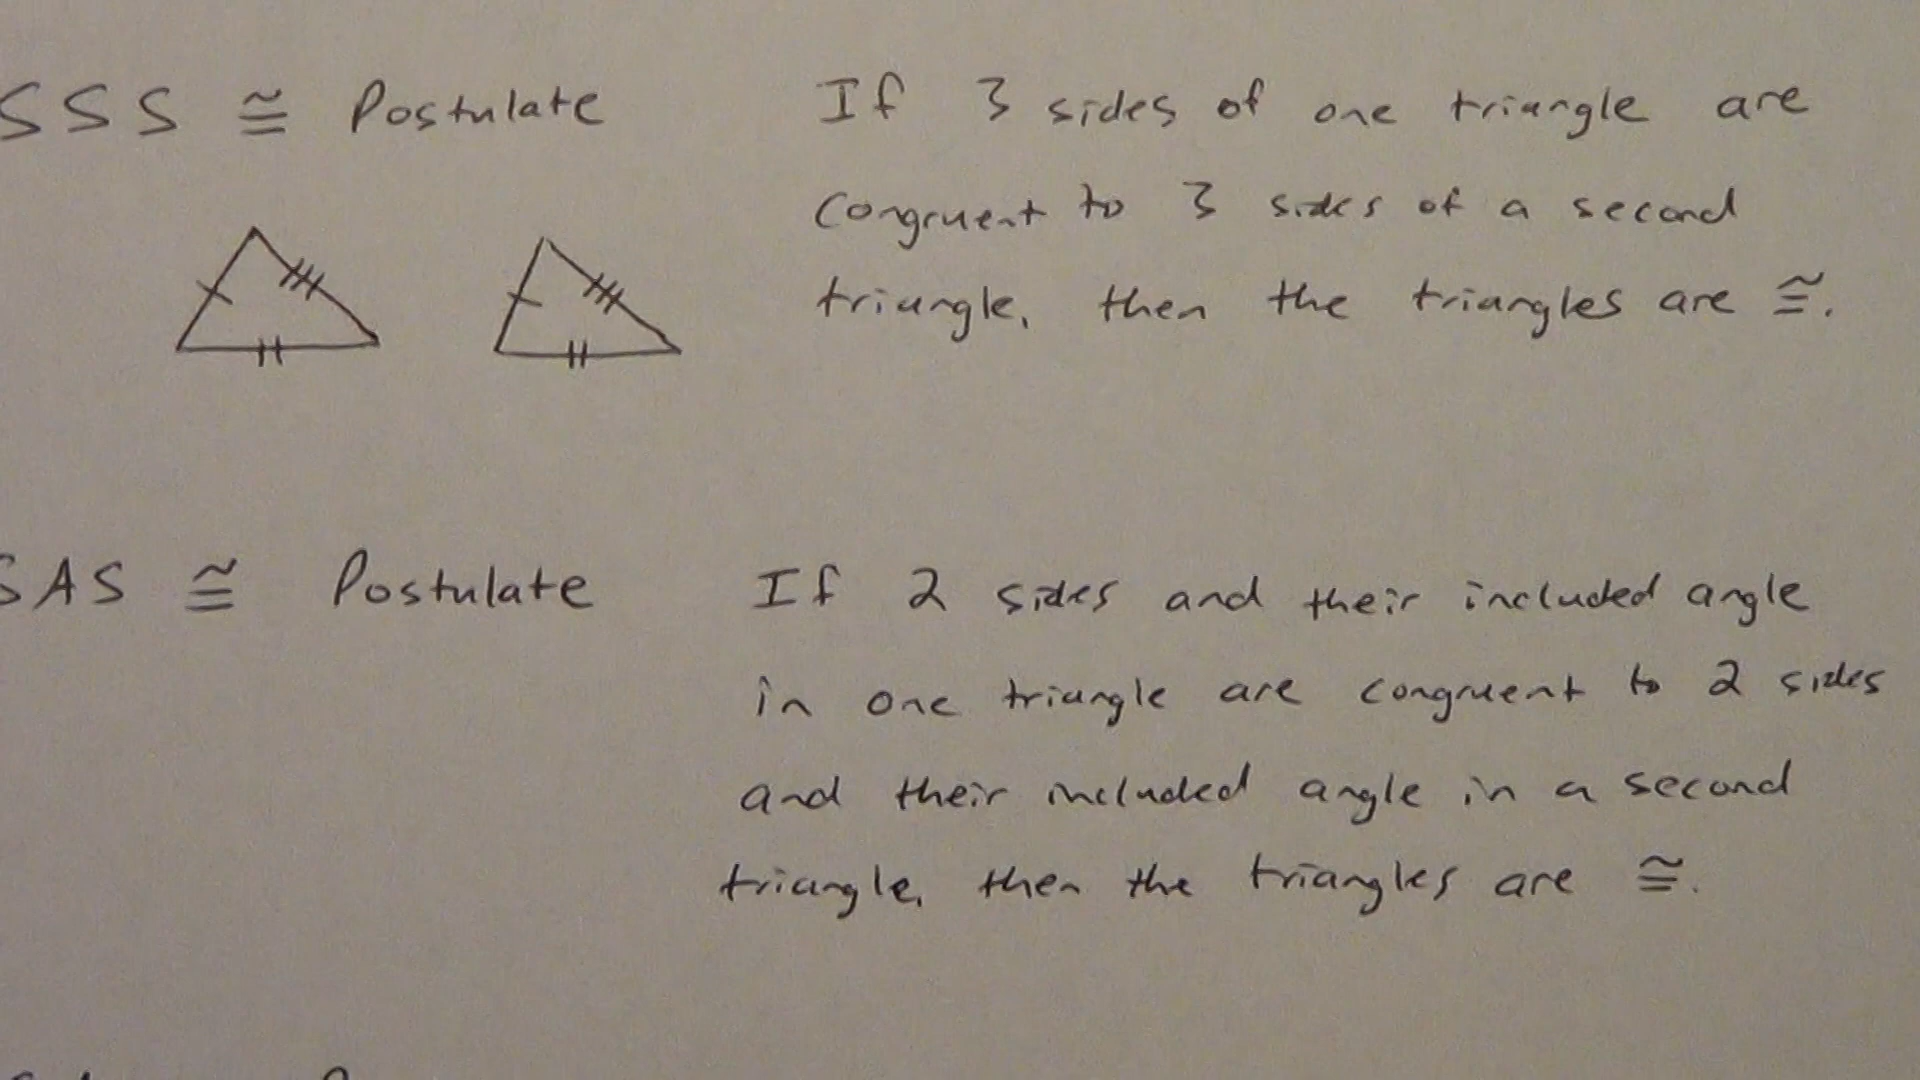 SSS ≅ Postulate
If 3 sides of one triangle are
congruent to 3 sides of a second
triangle, then the triangles are ≅.
SAS ≅ Postulate
If 2 sides and their included angle
in one triangle are congruent to 2 sides
and their included angle in a second
triangle, then the triangles are ≅.